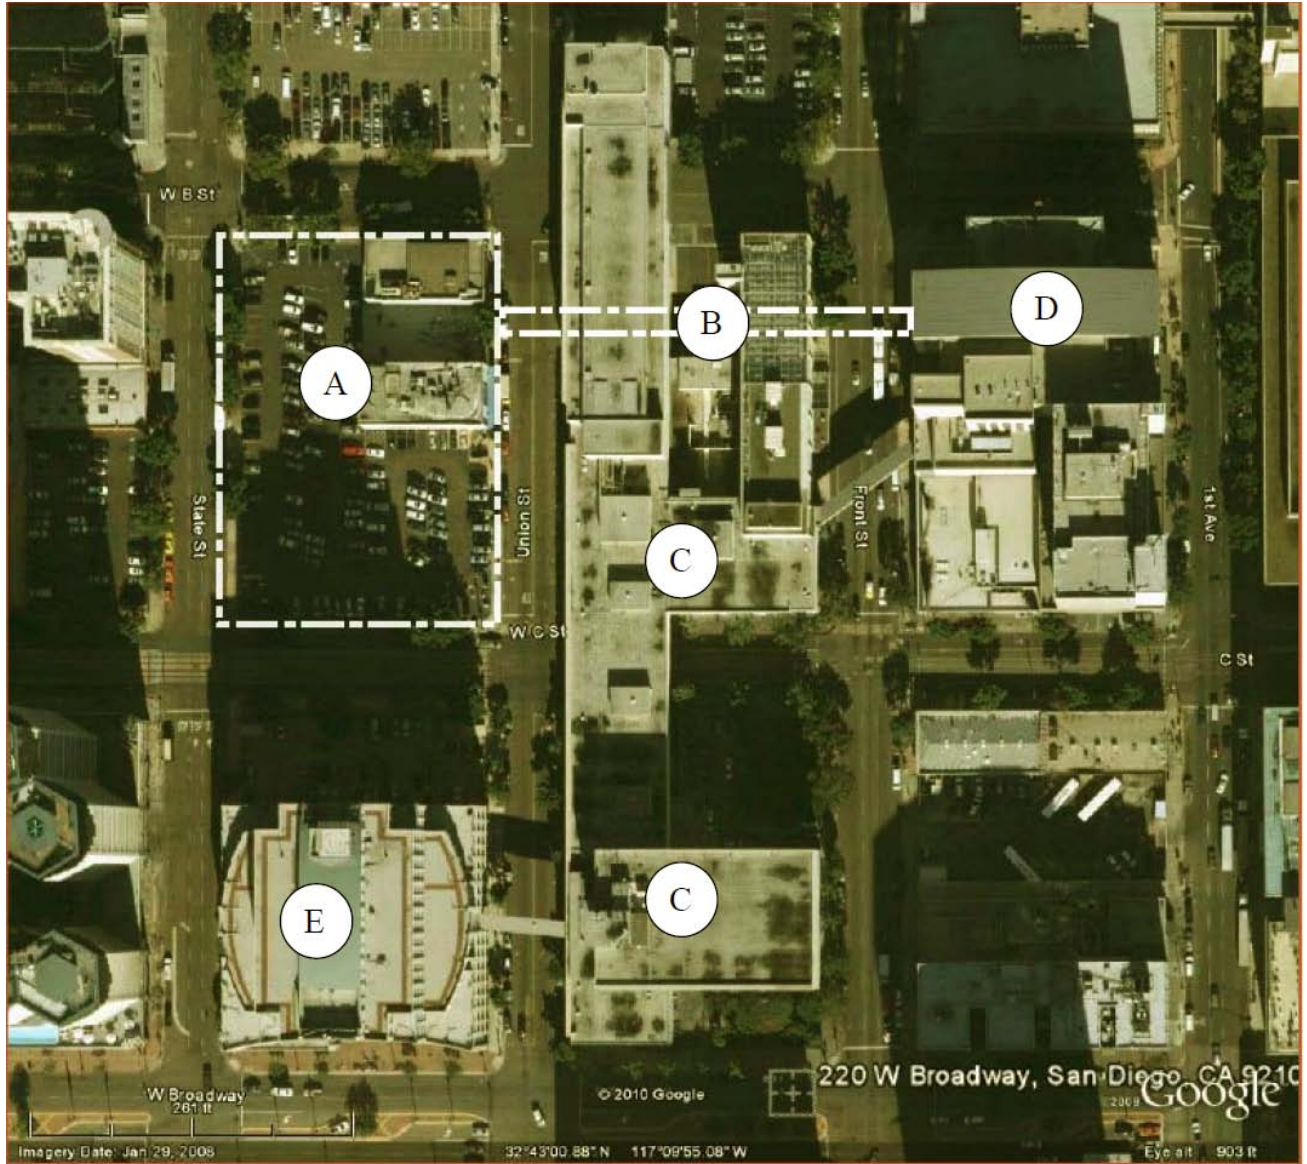 W B St
B
D
A
State St
Union St
Front St
1st Ave
C
W C St
C St
C
E
220 W Broadway, San Diego, CA 9210
W Broadway
261 ft
© 2010 Google
2009 Google
Imagery Date: Jan 29, 2008
32°43'00.88" N 117°09'55.08" W
Eye alt 903 ft